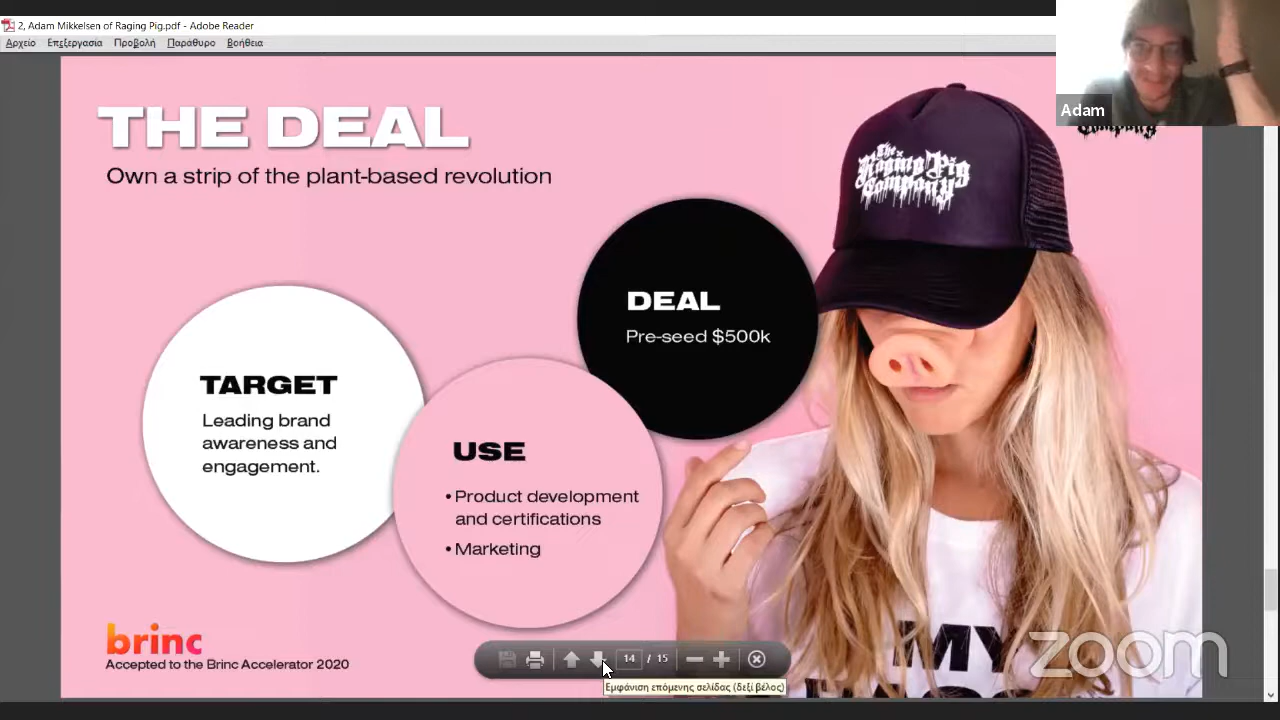 2, Adam Mikkelsen of Raging Pig.pdf - Adobe Reader
Αρχείο Επεξεργασία Προβολή Παράθυρο Βοήθεια
Adam
Company
THE DEAL
Own a strip of the plant-based revolution
The
Raging Pig
Company
DEAL
Pre-seed $500k
TARGET
Leading brand
awareness and
engagement.
USE
• Product development
and certifications
• Marketing
MY
brinc
Accepted to the Brinc Accelerator 2020
14 / 15
Εμφάνιση επόμενης σελίδας (δεξί βέλος)
zoom